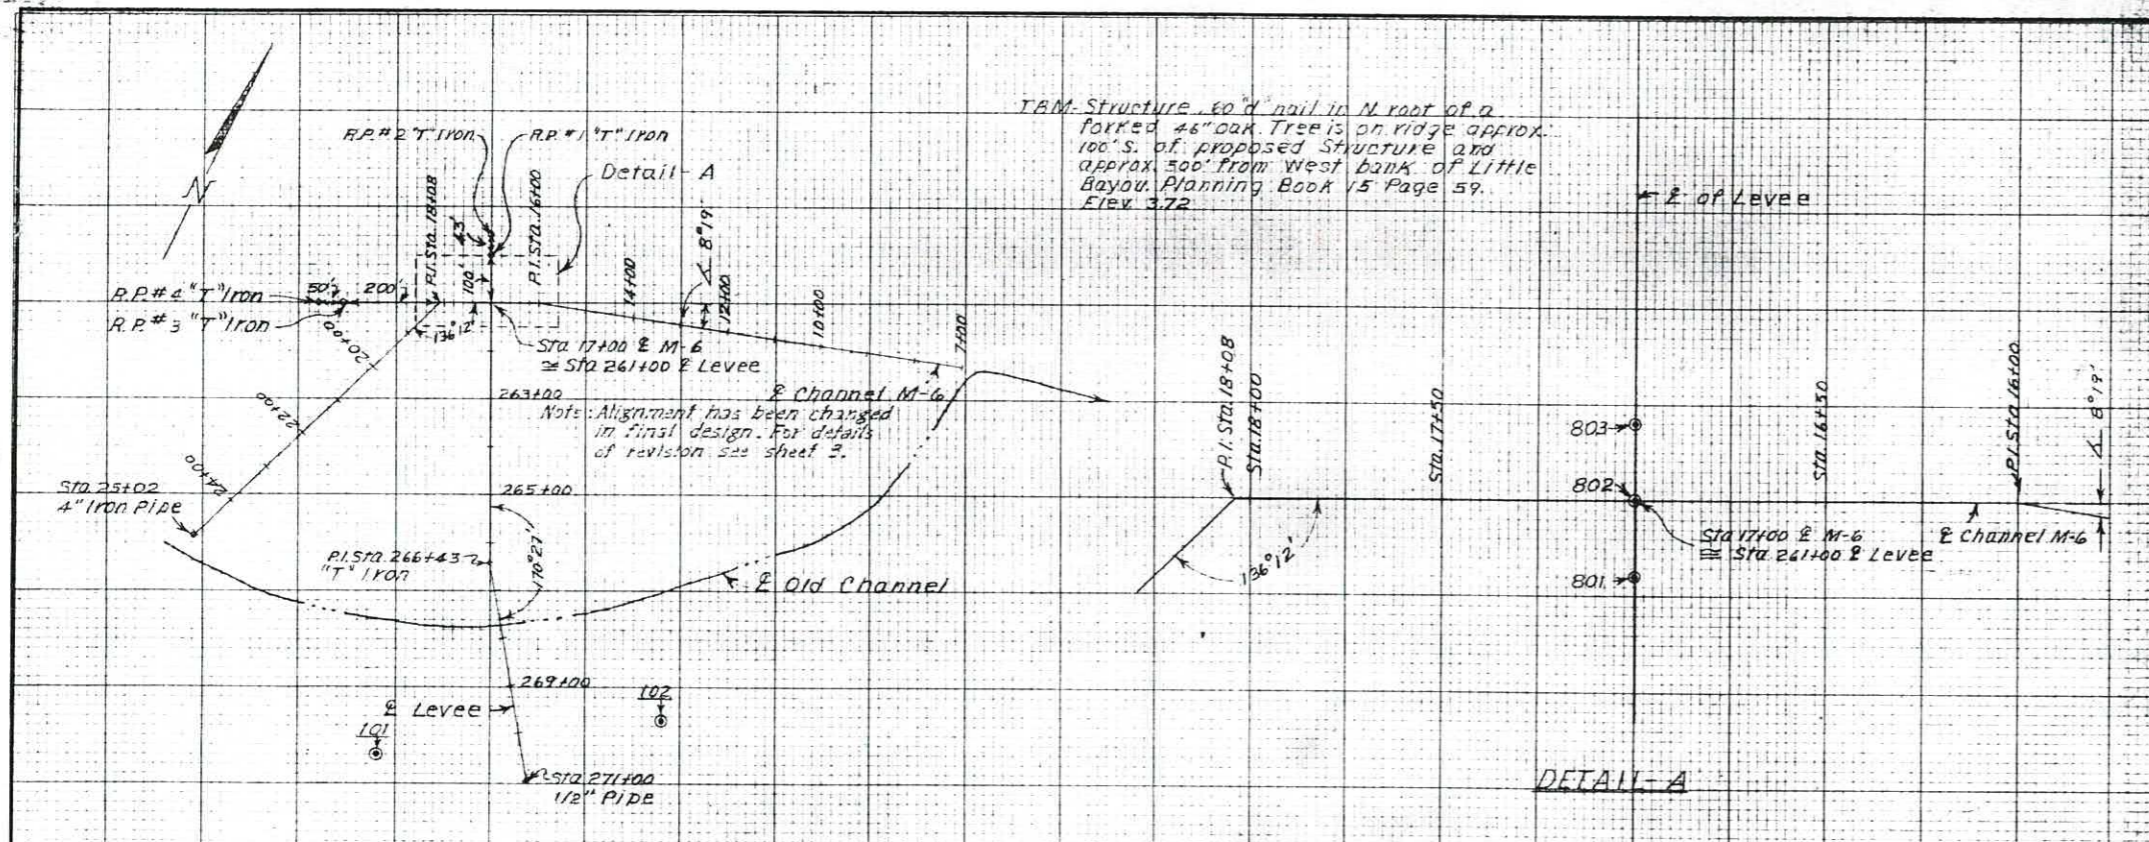 TBM-Structure, 60"d" nail in N. root of a
forked 46" oak. Tree is on ridge approx.
100' S. of proposed Structure and
approx. 500' from West bank of Little
Bayou. Planning Book 15 Page 59.
Elev. 3.72
R.P.#2 "T" Iron
R.P.#1 "T" Iron
Detail-A
N
P.I. Sta. 18+08
43'
100'
P.I. Sta. 16+00
14+00
∠ 8°19'
12+00
10+00
7+00
R.P.#4 "T" Iron
50'
200'
R.P.#3 "T" Iron
136°12'
20+00
22+00
24+00
Sta. 17+00 ℄ M-6
≅ Sta. 261+00 ℄ Levee
263+00
℄ Channel M-6
Note: Alignment has been changed
in final design. For details
of revision see sheet 3.
Sta. 25+02
4" Iron Pipe
265+00
P.I. Sta. 266+43
"T" Iron
170°27'
℄ Old Channel
269+00
℄ Levee
101
102
Sta. 271+00
1/2" Pipe
℄ of Levee
P.I. Sta. 18+08
Sta. 18+00
Sta. 17+50
803
802
801
Sta. 16+50
P.I. Sta. 16+00
∠ 8°19'
136°12'
Sta. 17+00 ℄ M-6
≅ Sta. 261+00 ℄ Levee
℄ Channel M-6
DETAIL-A